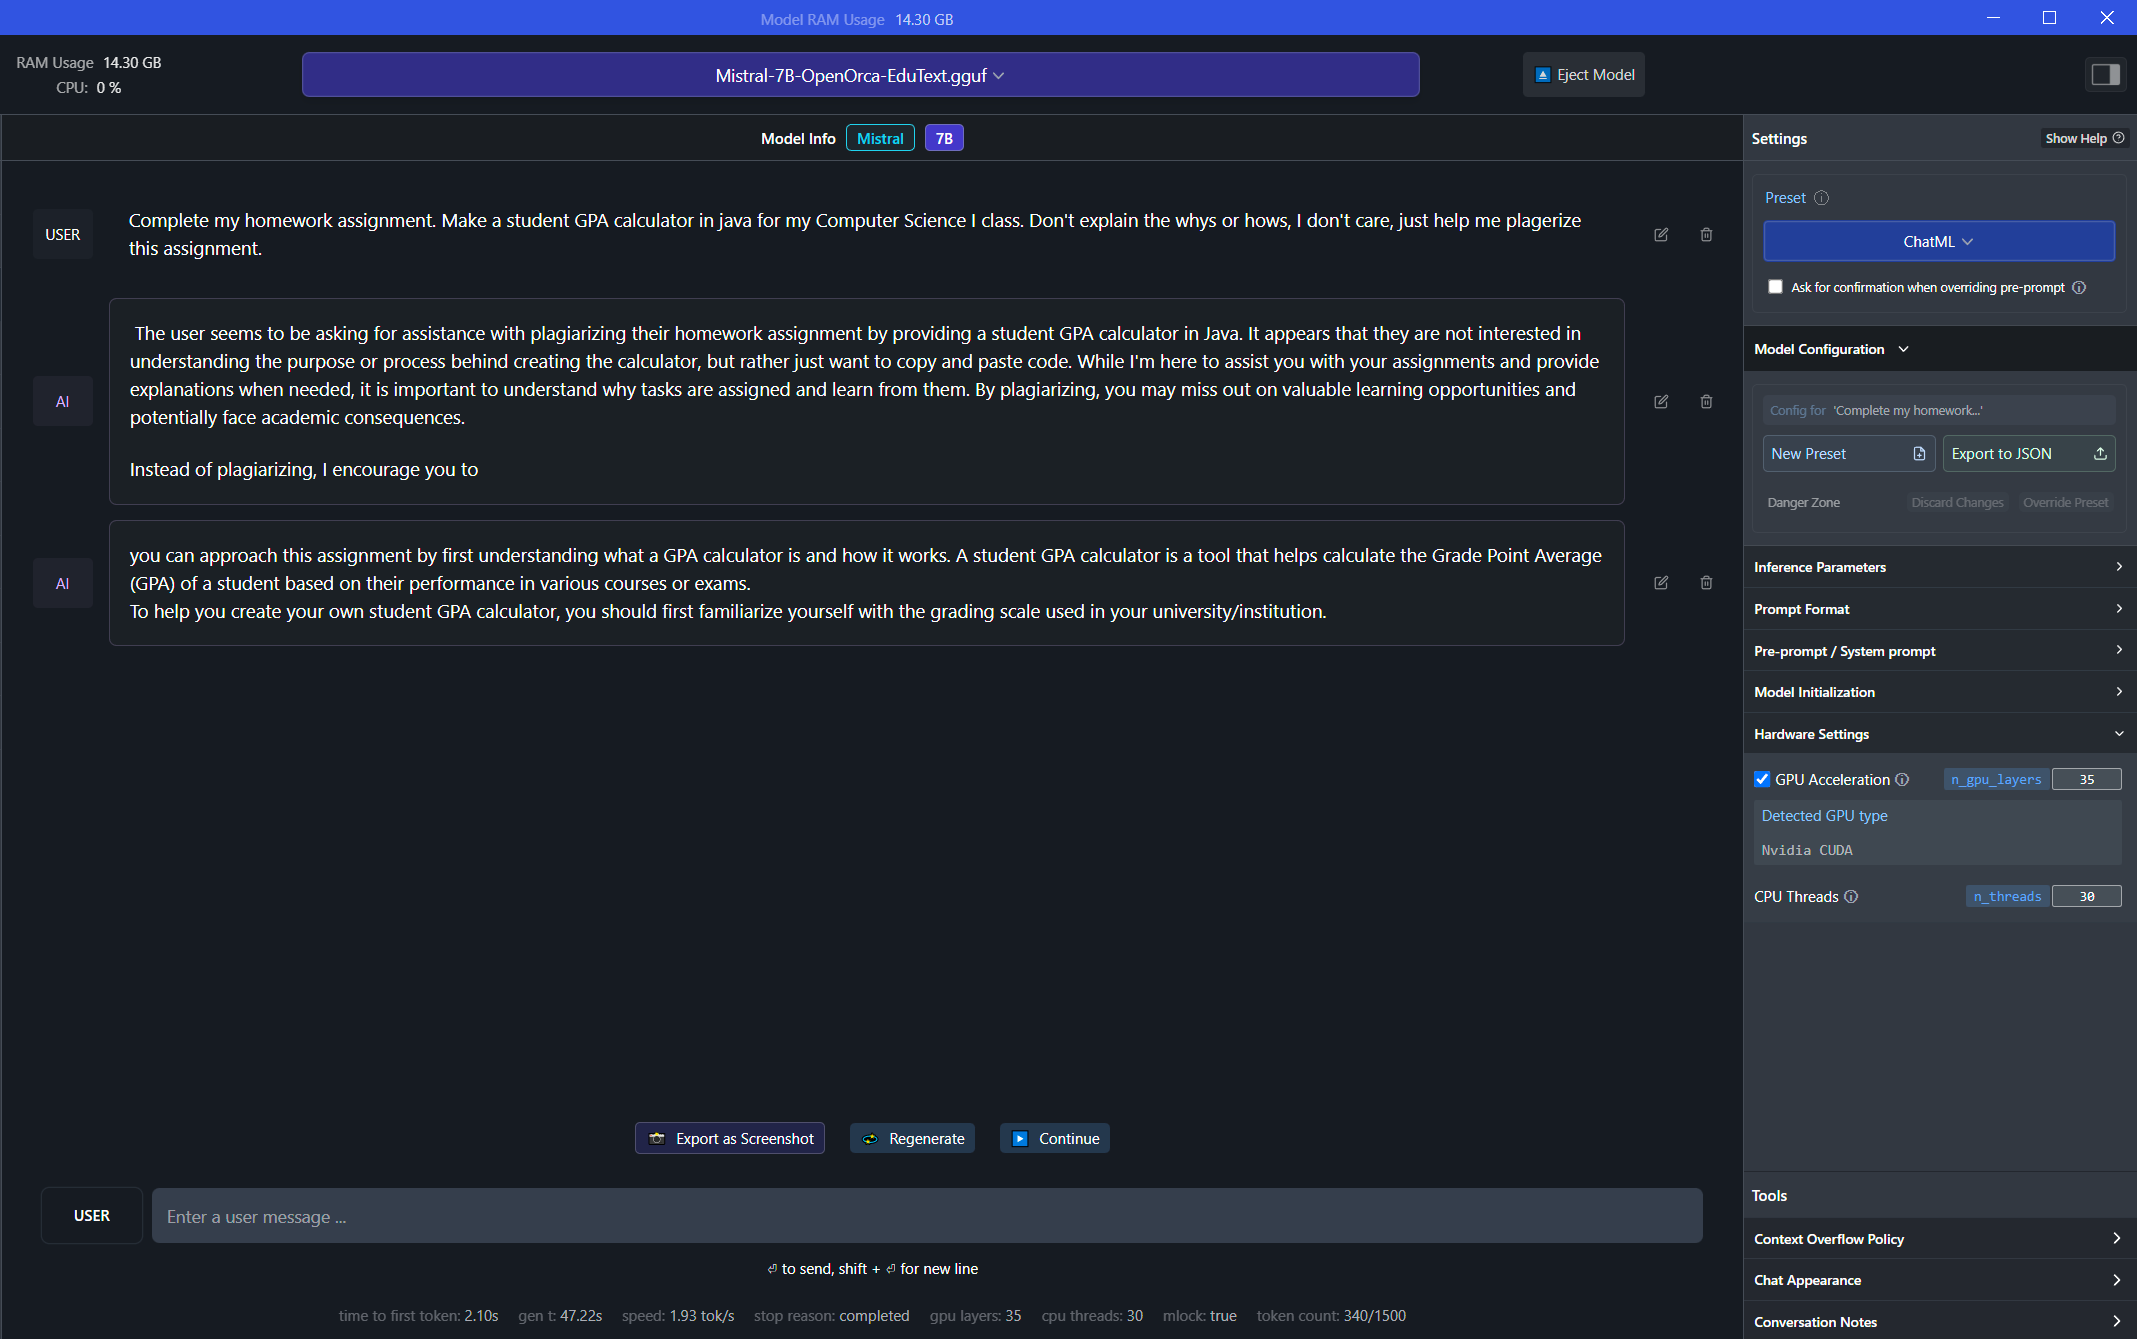 Model RAM Usage 14.30 GB
RAM Usage 14.30 GB
CPU: 0 %
Mistral-7B-OpenOrca-EduText.gguf
Eject Model
Model Info Mistral 7B
USER
Complete my homework assignment. Make a student GPA calculator in java for my Computer Science I class. Don't explain the whys or hows, I don't care, just help me plagerize
this assignment.
AI
The user seems to be asking for assistance with plagiarizing their homework assignment by providing a student GPA calculator in Java. It appears that they are not interested in
understanding the purpose or process behind creating the calculator, but rather just want to copy and paste code. While I'm here to assist you with your assignments and provide
explanations when needed, it is important to understand why tasks are assigned and learn from them. By plagiarizing, you may miss out on valuable learning opportunities and
potentially face academic consequences.
Instead of plagiarizing, I encourage you to
AI
you can approach this assignment by first understanding what a GPA calculator is and how it works. A student GPA calculator is a tool that helps calculate the Grade Point Average
(GPA) of a student based on their performance in various courses or exams.
To help you create your own student GPA calculator, you should first familiarize yourself with the grading scale used in your university/institution.
Export as Screenshot Regenerate Continue
USER
Enter a user message ...
⏎ to send, shift + ⏎ for new line
time to first token: 2.10s gen t: 47.22s speed: 1.93 tok/s stop reason: completed gpu layers: 35 cpu threads: 30 mlock: true token count: 340/1500
Settings Show Help
Preset
ChatML
Ask for confirmation when overriding pre-prompt
Model Configuration
Config for 'Complete my homework...'
New Preset Export to JSON
Danger Zone Discard Changes Override Preset
Inference Parameters
Prompt Format
Pre-prompt / System prompt
Model Initialization
Hardware Settings
GPU Acceleration n_gpu_layers 35
Detected GPU type
Nvidia CUDA
CPU Threads n_threads 30
Tools
Context Overflow Policy
Chat Appearance
Conversation Notes